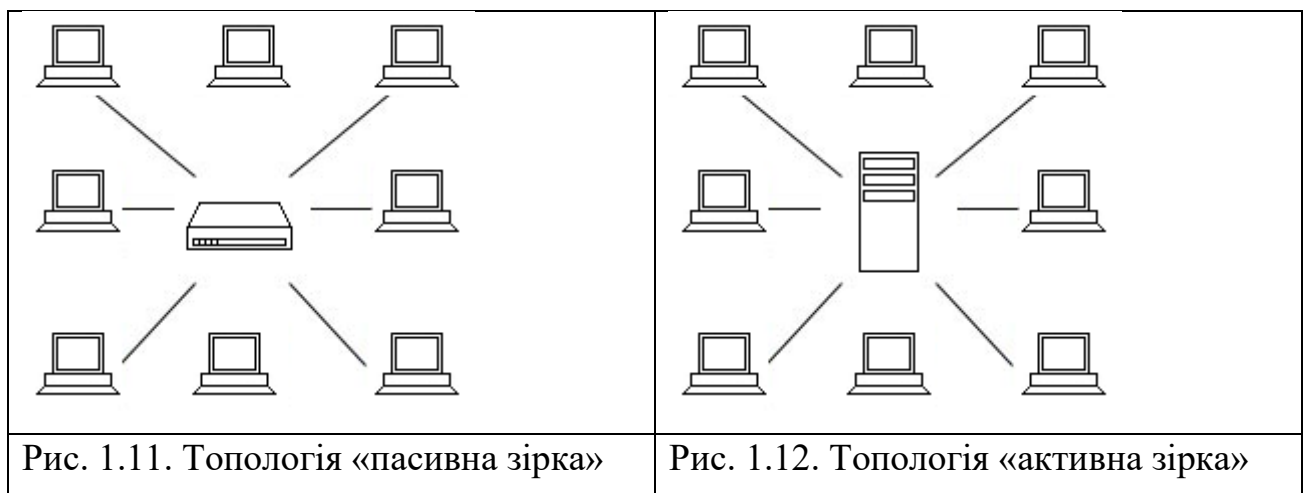 Рис. 1.11. Топологія «пасивна зірка»
Рис. 1.12. Топологія «активна зірка»